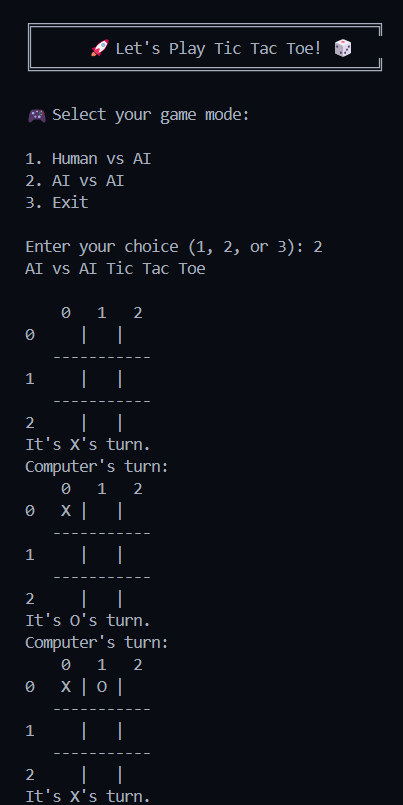 🚀 Let's Play Tic Tac Toe! 🎲
🎮 Select your game mode:
1. Human vs AI
2. AI vs AI
3. Exit
Enter your choice (1, 2, or 3): 2
AI vs AI Tic Tac Toe
    0   1   2
0     |   |
   -----------
1     |   |
   -----------
2     |   |
It's X's turn.
Computer's turn:
    0   1   2
0   X |   |
   -----------
1     |   |
   -----------
2     |   |
It's O's turn.
Computer's turn:
    0   1   2
0   X | O |
   -----------
1     |   |
   -----------
2     |   |
It's X's turn.